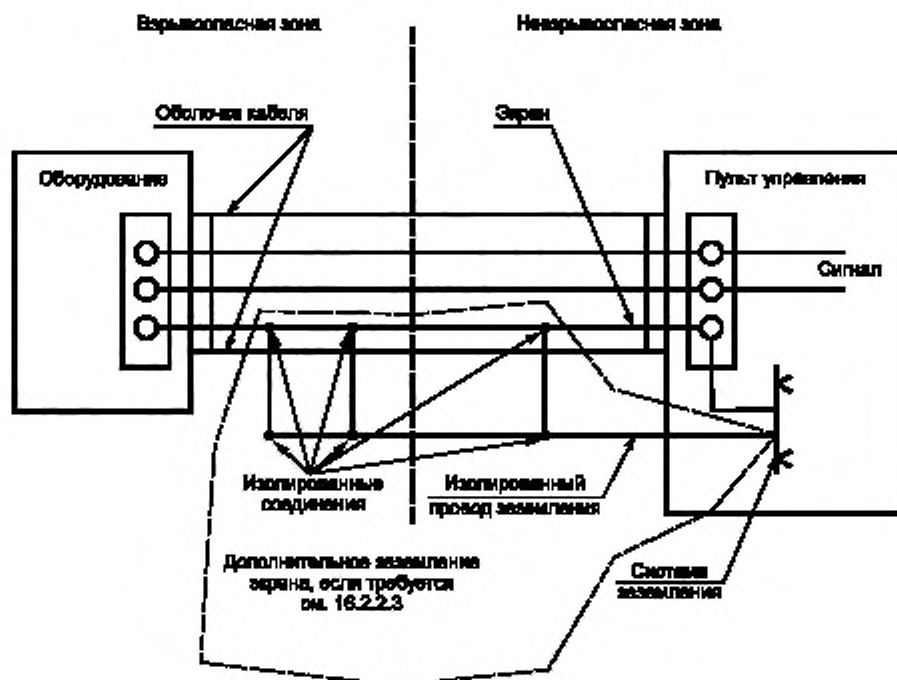 Взрывоопасная зона
Невзрывоопасная зона
Оболочка кабеля
Экран
Оборудование
Пульт управления
Сигнал
Изолированные
соединения
Изолированный
провод заземления
Дополнительное заземление
экрана, если требуется
см. 16.2.2.3
Система
заземления